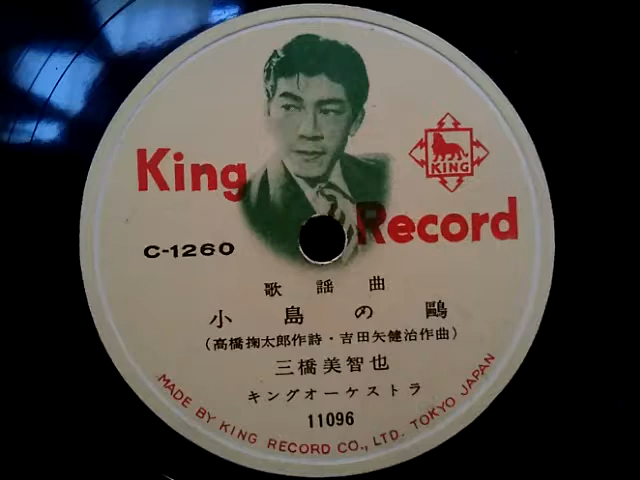 King Record
KING
C-1260
歌謡曲
小島の鷗
(高橋掬太郎作詩・吉田矢健治作曲)
三橋美智也
キングオーケストラ
11096
MADE BY KING RECORD CO., LTD. TOKYO JAPAN